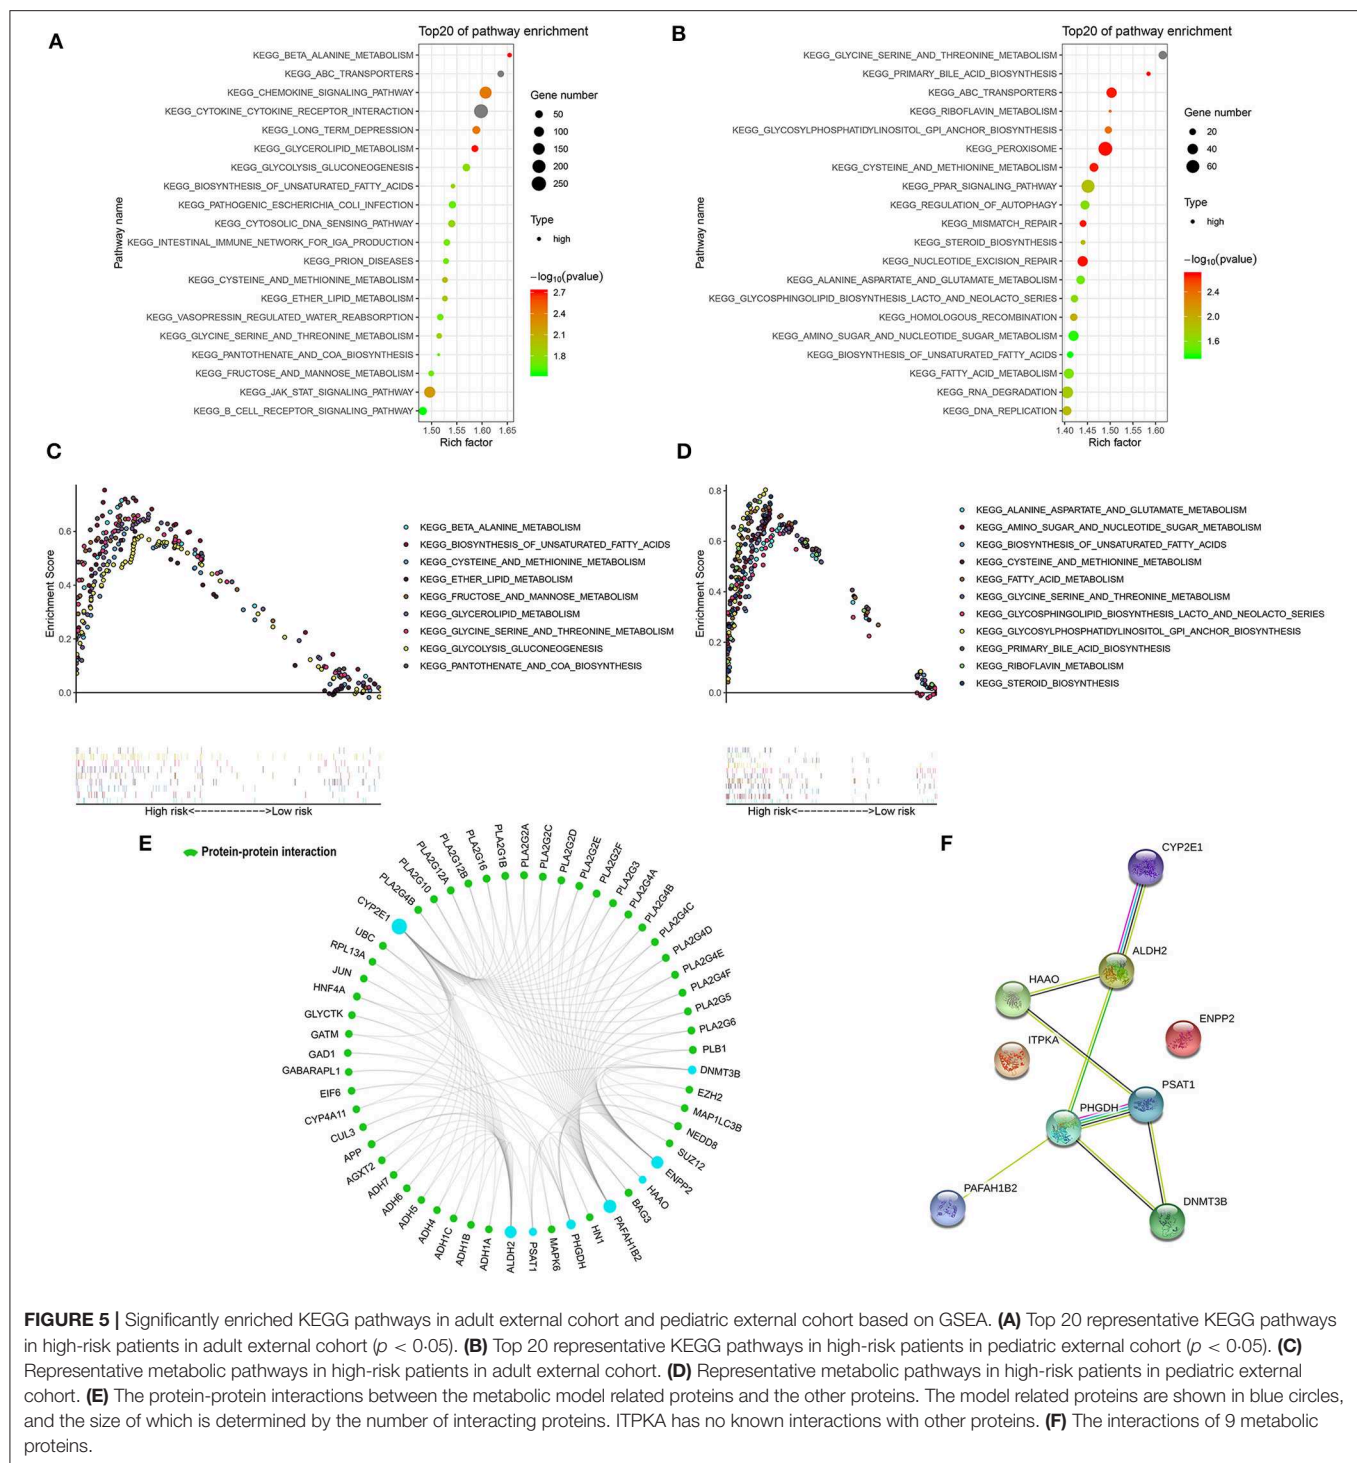 A
Top20 of pathway enrichment
KEGG_BETA_ALANINE_METABOLISM
KEGG_ABC_TRANSPORTERS
KEGG_CHEMOKINE_SIGNALING_PATHWAY
KEGG_CYTOKINE_CYTOKINE_RECEPTOR_INTERACTION
KEGG_LONG_TERM_DEPRESSION
KEGG_GLYCEROLIPID_METABOLISM
KEGG_GLYCOLYSIS_GLUCONEOGENESIS
KEGG_BIOSYNTHESIS_OF_UNSATURATED_FATTY_ACIDS
KEGG_PATHOGENIC_ESCHERICHIA_COLI_INFECTION
KEGG_CYTOSOLIC_DNA_SENSING_PATHWAY
KEGG_INTESTINAL_IMMUNE_NETWORK_FOR_IGA_PRODUCTION
KEGG_PRION_DISEASES
KEGG_CYSTEINE_AND_METHIONINE_METABOLISM
KEGG_ETHER_LIPID_METABOLISM
KEGG_VASOPRESSIN_REGULATED_WATER_REABSORPTION
KEGG_GLYCINE_SERINE_AND_THREONINE_METABOLISM
KEGG_PANTOTHENATE_AND_COA_BIOSYNTHESIS
KEGG_FRUCTOSE_AND_MANNOSE_METABOLISM
KEGG_JAK_STAT_SIGNALING_PATHWAY
KEGG_B_CELL_RECEPTOR_SIGNALING_PATHWAY
Pathway name
1.50 1.55 1.60 1.65
Rich factor
Gene number
50
100
150
200
250
Type
high
−log10(pvalue)
2.7
2.4
2.1
1.8
B
Top20 of pathway enrichment
KEGG_GLYCINE_SERINE_AND_THREONINE_METABOLISM
KEGG_PRIMARY_BILE_ACID_BIOSYNTHESIS
KEGG_ABC_TRANSPORTERS
KEGG_RIBOFLAVIN_METABOLISM
KEGG_GLYCOSYLPHOSPHATIDYLINOSITOL_GPI_ANCHOR_BIOSYNTHESIS
KEGG_PEROXISOME
KEGG_CYSTEINE_AND_METHIONINE_METABOLISM
KEGG_PPAR_SIGNALING_PATHWAY
KEGG_REGULATION_OF_AUTOPHAGY
KEGG_MISMATCH_REPAIR
KEGG_STEROID_BIOSYNTHESIS
KEGG_NUCLEOTIDE_EXCISION_REPAIR
KEGG_ALANINE_ASPARTATE_AND_GLUTAMATE_METABOLISM
KEGG_GLYCOSPHINGOLIPID_BIOSYNTHESIS_LACTO_AND_NEOLACTO_SERIES
KEGG_HOMOLOGOUS_RECOMBINATION
KEGG_AMINO_SUGAR_AND_NUCLEOTIDE_SUGAR_METABOLISM
KEGG_BIOSYNTHESIS_OF_UNSATURATED_FATTY_ACIDS
KEGG_FATTY_ACID_METABOLISM
KEGG_RNA_DEGRADATION
KEGG_DNA_REPLICATION
Pathway name
1.40 1.45 1.50 1.55 1.60
Rich factor
Gene number
20
40
60
Type
high
−log10(pvalue)
2.4
2.0
1.6
C
Enrichment Score
0.6
0.4
0.2
0.0
KEGG_BETA_ALANINE_METABOLISM
KEGG_BIOSYNTHESIS_OF_UNSATURATED_FATTY_ACIDS
KEGG_CYSTEINE_AND_METHIONINE_METABOLISM
KEGG_ETHER_LIPID_METABOLISM
KEGG_FRUCTOSE_AND_MANNOSE_METABOLISM
KEGG_GLYCEROLIPID_METABOLISM
KEGG_GLYCINE_SERINE_AND_THREONINE_METABOLISM
KEGG_GLYCOLYSIS_GLUCONEOGENESIS
KEGG_PANTOTHENATE_AND_COA_BIOSYNTHESIS
High risk<------------>Low risk
D
Enrichment Score
0.8
0.6
0.4
0.2
0.0
KEGG_ALANINE_ASPARTATE_AND_GLUTAMATE_METABOLISM
KEGG_AMINO_SUGAR_AND_NUCLEOTIDE_SUGAR_METABOLISM
KEGG_BIOSYNTHESIS_OF_UNSATURATED_FATTY_ACIDS
KEGG_CYSTEINE_AND_METHIONINE_METABOLISM
KEGG_FATTY_ACID_METABOLISM
KEGG_GLYCINE_SERINE_AND_THREONINE_METABOLISM
KEGG_GLYCOSPHINGOLIPID_BIOSYNTHESIS_LACTO_AND_NEOLACTO_SERIES
KEGG_GLYCOSYLPHOSPHATIDYLINOSITOL_GPI_ANCHOR_BIOSYNTHESIS
KEGG_PRIMARY_BILE_ACID_BIOSYNTHESIS
KEGG_RIBOFLAVIN_METABOLISM
KEGG_STEROID_BIOSYNTHESIS
High risk<------------>Low risk
E
Protein-protein interaction
CYP2E1
PLA2G4B
PLA2G10
PLA2G12A
PLA2G12B
PLA2G16
PLA2G1B
PLA2G2A
PLA2G2C
PLA2G2D
PLA2G2E
PLA2G2F
PLA2G3
PLA2G4A
PLA2G4B
PLA2G4C
PLA2G4D
PLA2G4E
PLA2G4F
PLA2G5
PLA2G6
PLB1
DNMT3B
EZH2
MAP1LC3B
NEDD8
SUZ12
ENPP2
HAAO
BAG3
PAFAH1B2
HN1
PHGDH
MAPK6
PSAT1
ALDH2
ADH1A
ADH1B
ADH1C
ADH4
ADH5
ADH6
ADH7
AGXT2
APP
CUL3
CYP4A11
EIF6
GABARAPL1
GAD1
GATM
GLYCTK
HNF4A
JUN
RPL13A
UBC
F
CYP2E1
ALDH2
HAAO
ENPP2
ITPKA
PSAT1
PHGDH
PAFAH1B2
DNMT3B
FIGURE 5 | Significantly enriched KEGG pathways in adult external cohort and pediatric external cohort based on GSEA. (A) Top 20 representative KEGG pathways
in high-risk patients in adult external cohort (p < 0·05). (B) Top 20 representative KEGG pathways in high-risk patients in pediatric external cohort (p < 0·05). (C)
Representative metabolic pathways in high-risk patients in adult external cohort. (D) Representative metabolic pathways in high-risk patients in pediatric external
cohort. (E) The protein-protein interactions between the metabolic model related proteins and the other proteins. The model related proteins are shown in blue circles,
and the size of which is determined by the number of interacting proteins. ITPKA has no known interactions with other proteins. (F) The interactions of 9 metabolic
proteins.